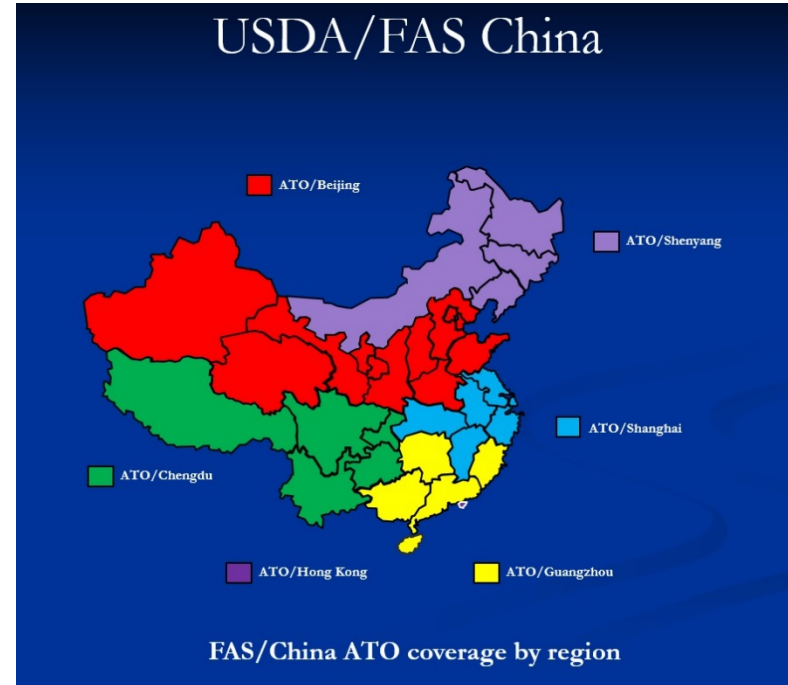 USDA/FAS China
ATO/Beijing
ATO/Shenyang
ATO/Shanghai
ATO/Chengdu
ATO/Hong Kong
ATO/Guangzhou
FAS/China ATO coverage by region